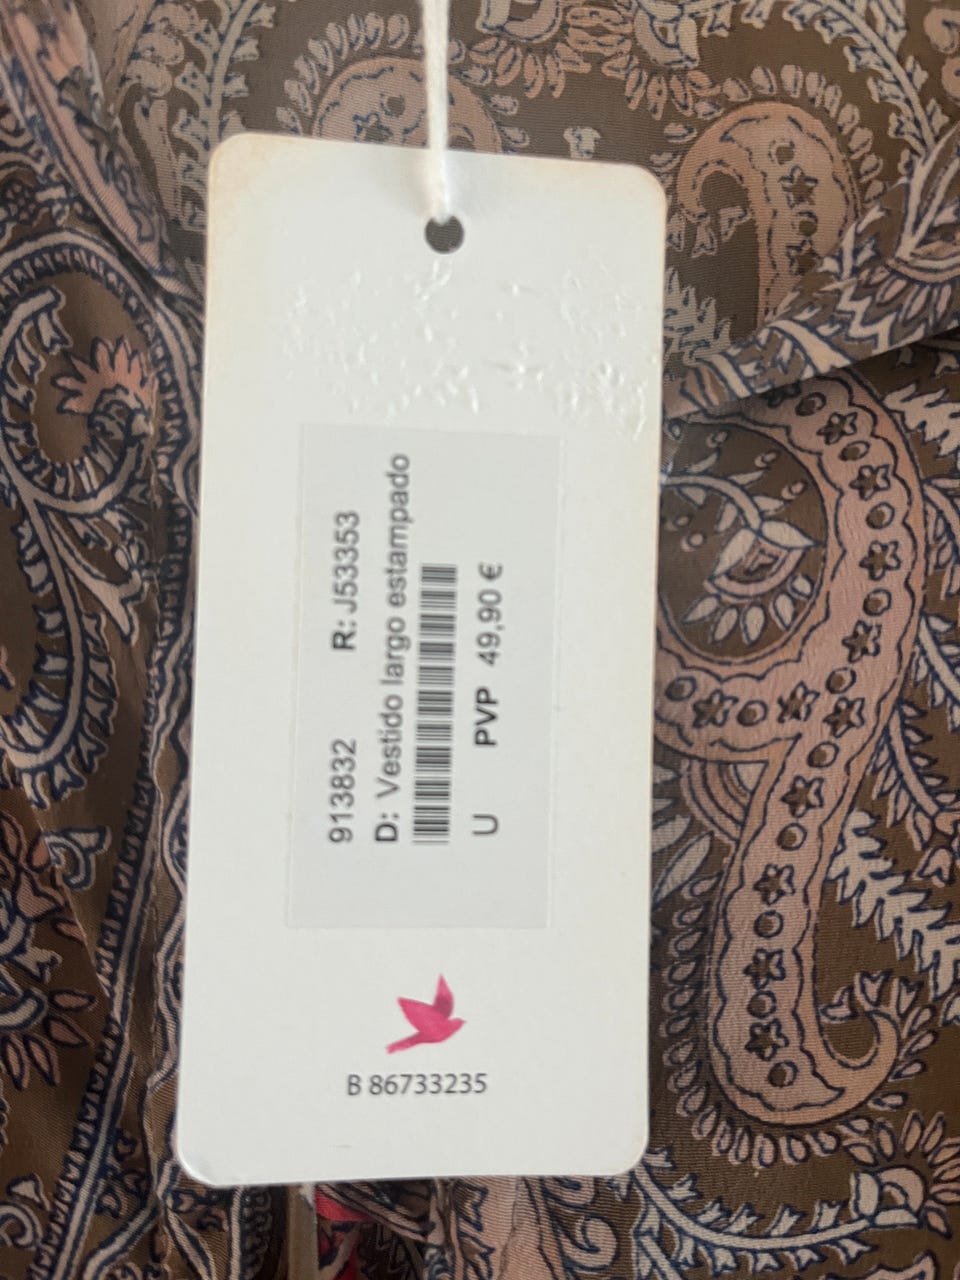 913832 R: J53353
D: Vestido largo estampado
U PVP 49,90 €
B 86733235